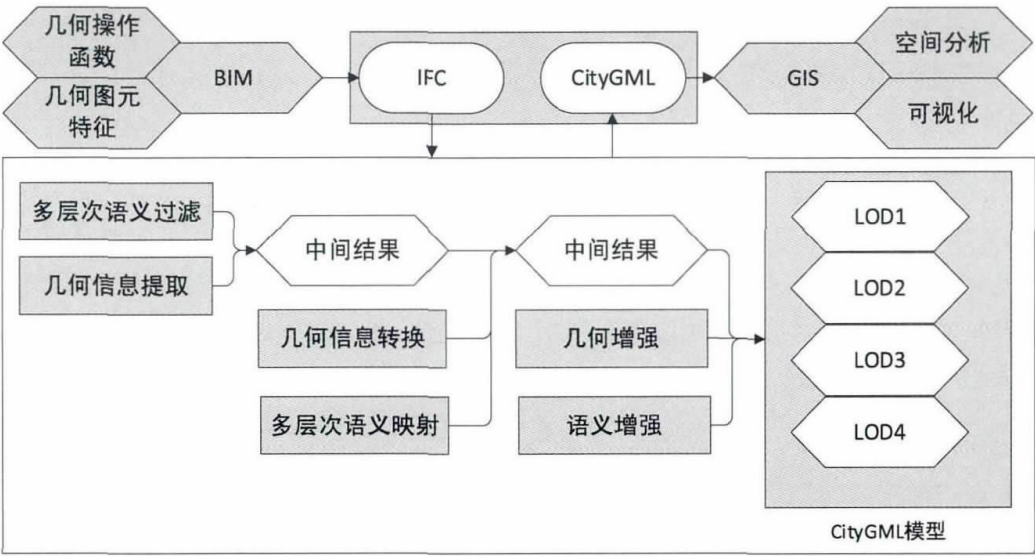 几何操作
函数
BIM
几何图元
特征
IFC
CityGML
GIS
空间分析
可视化
多层次语义过滤
几何信息提取
中间结果
几何信息转换
多层次语义映射
中间结果
几何增强
语义增强
LOD1
LOD2
LOD3
LOD4
CityGML模型